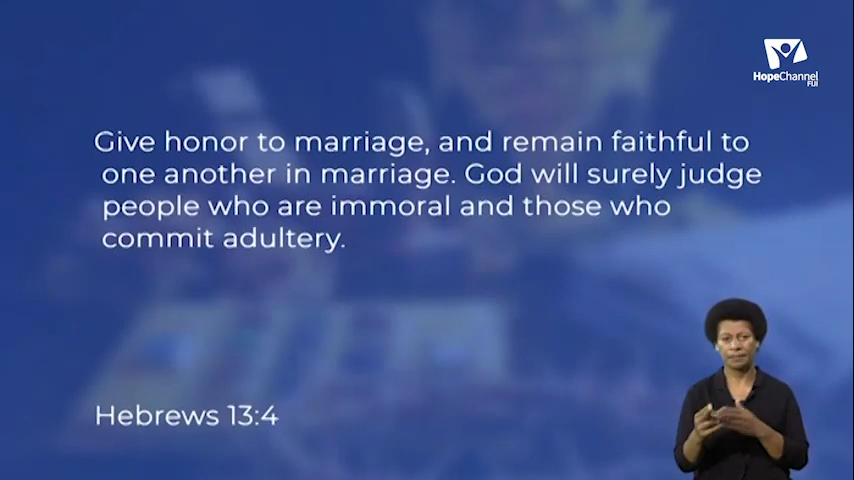 HopeChannel
FIJI
Give honor to marriage, and remain faithful to
one another in marriage. God will surely judge
people who are immoral and those who
commit adultery.
Hebrews 13:4